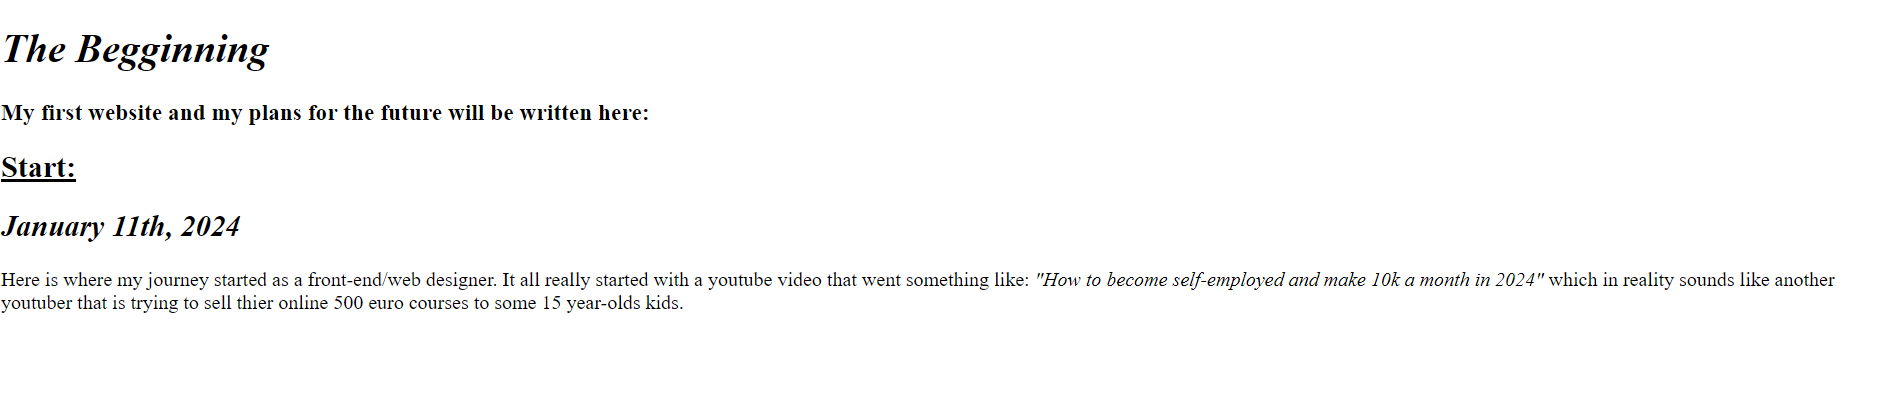 The Begginning
My first website and my plans for the future will be written here:
Start:
January 11th, 2024
Here is where my journey started as a front-end/web designer. It all really started with a youtube video that went something like: "How to become self-employed and make 10k a month in 2024" which in reality sounds like another
youtuber that is trying to sell thier online 500 euro courses to some 15 year-olds kids.